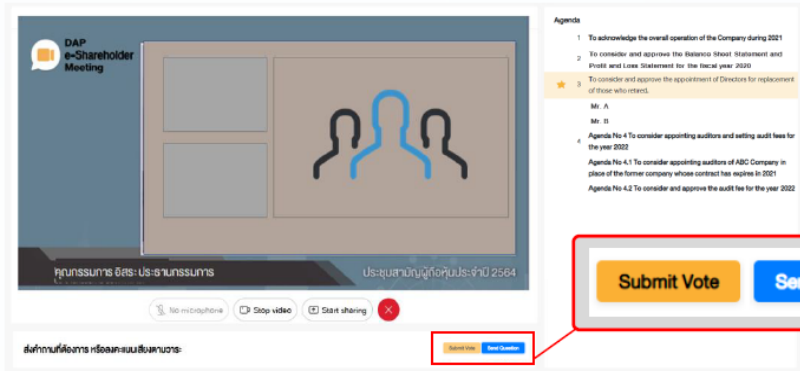 DAP
e-Shareholder
Meeting
คุณกรรมการ อิสระ ประธานกรรมการ
ประชุมสามัญผู้ถือหุ้นประจำปี 2564
No microphone
Stop video
Start sharing
ส่งคำถามที่ต้องการ หรือลงคะแนนเสียงตามวาระ:
Submit Vote
Send Question
Agenda
1 To acknowledge the overall operation of the Company during 2021
2 To consider and approve the Balance Sheet Statement and
Profit and Loss Statement for the fiscal year 2020
3 To consider and approve the appointment of Directors for replacement
of those who retired.
Mr. A
Mr. B
4 Agenda No 4 To consider appointing auditors and setting audit fees for
the year 2022
Agenda No 4.1 To consider appointing auditors of ABC Company in
place of the former company whose contract has expires in 2021
Agenda No 4.2 To consider and approve the audit fee for the year 2022
Submit Vote
Se